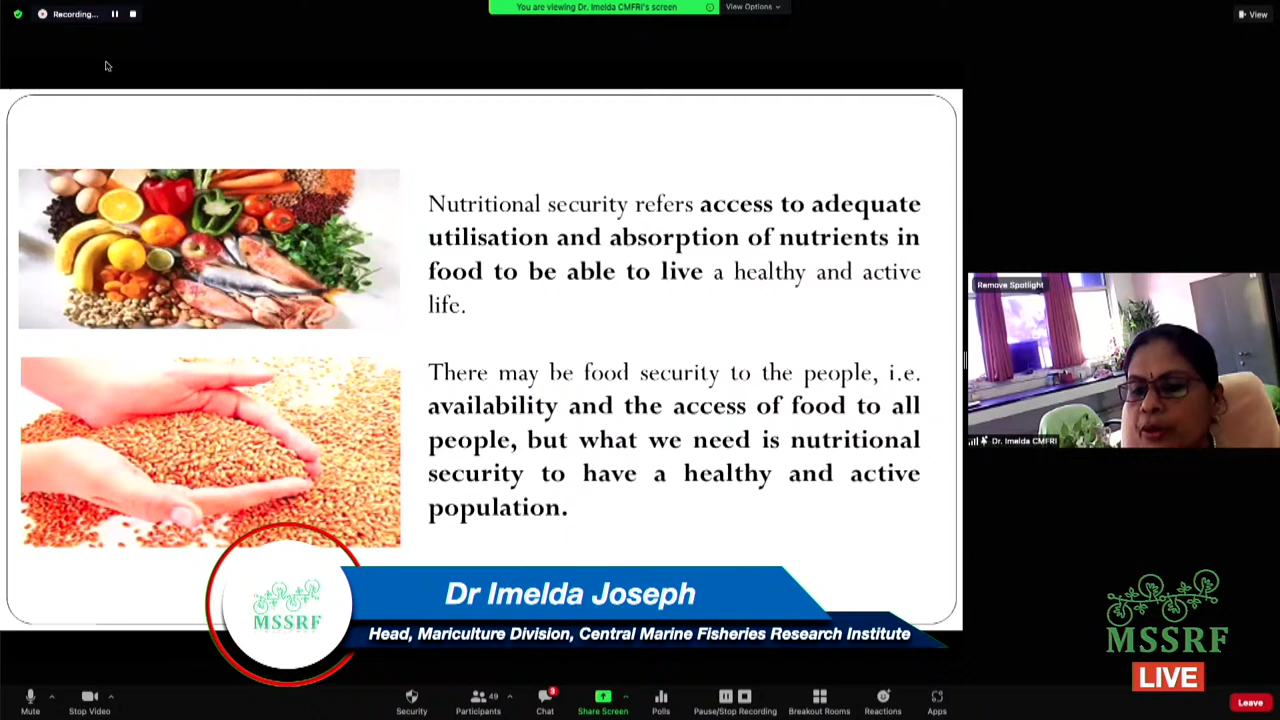 Recording...
You are viewing Dr. Imelda CMFRI's screen
View Options
View
Nutritional security refers access to adequate
utilisation and absorption of nutrients in
food to be able to live a healthy and active
life.
There may be food security to the people, i.e.
availability and the access of food to all
people, but what we need is nutritional
security to have a healthy and active
population.
Remove Spotlight
Dr. Imelda CMFRI
MSSRF
Dr Imelda Joseph
Head, Mariculture Division, Central Marine Fisheries Research Institute
MSSRF
LIVE
Mute
Stop Video
Security
49
Participants
Chat
Share Screen
Polls
Pause/Stop Recording
Breakout Rooms
Reactions
Apps
Leave